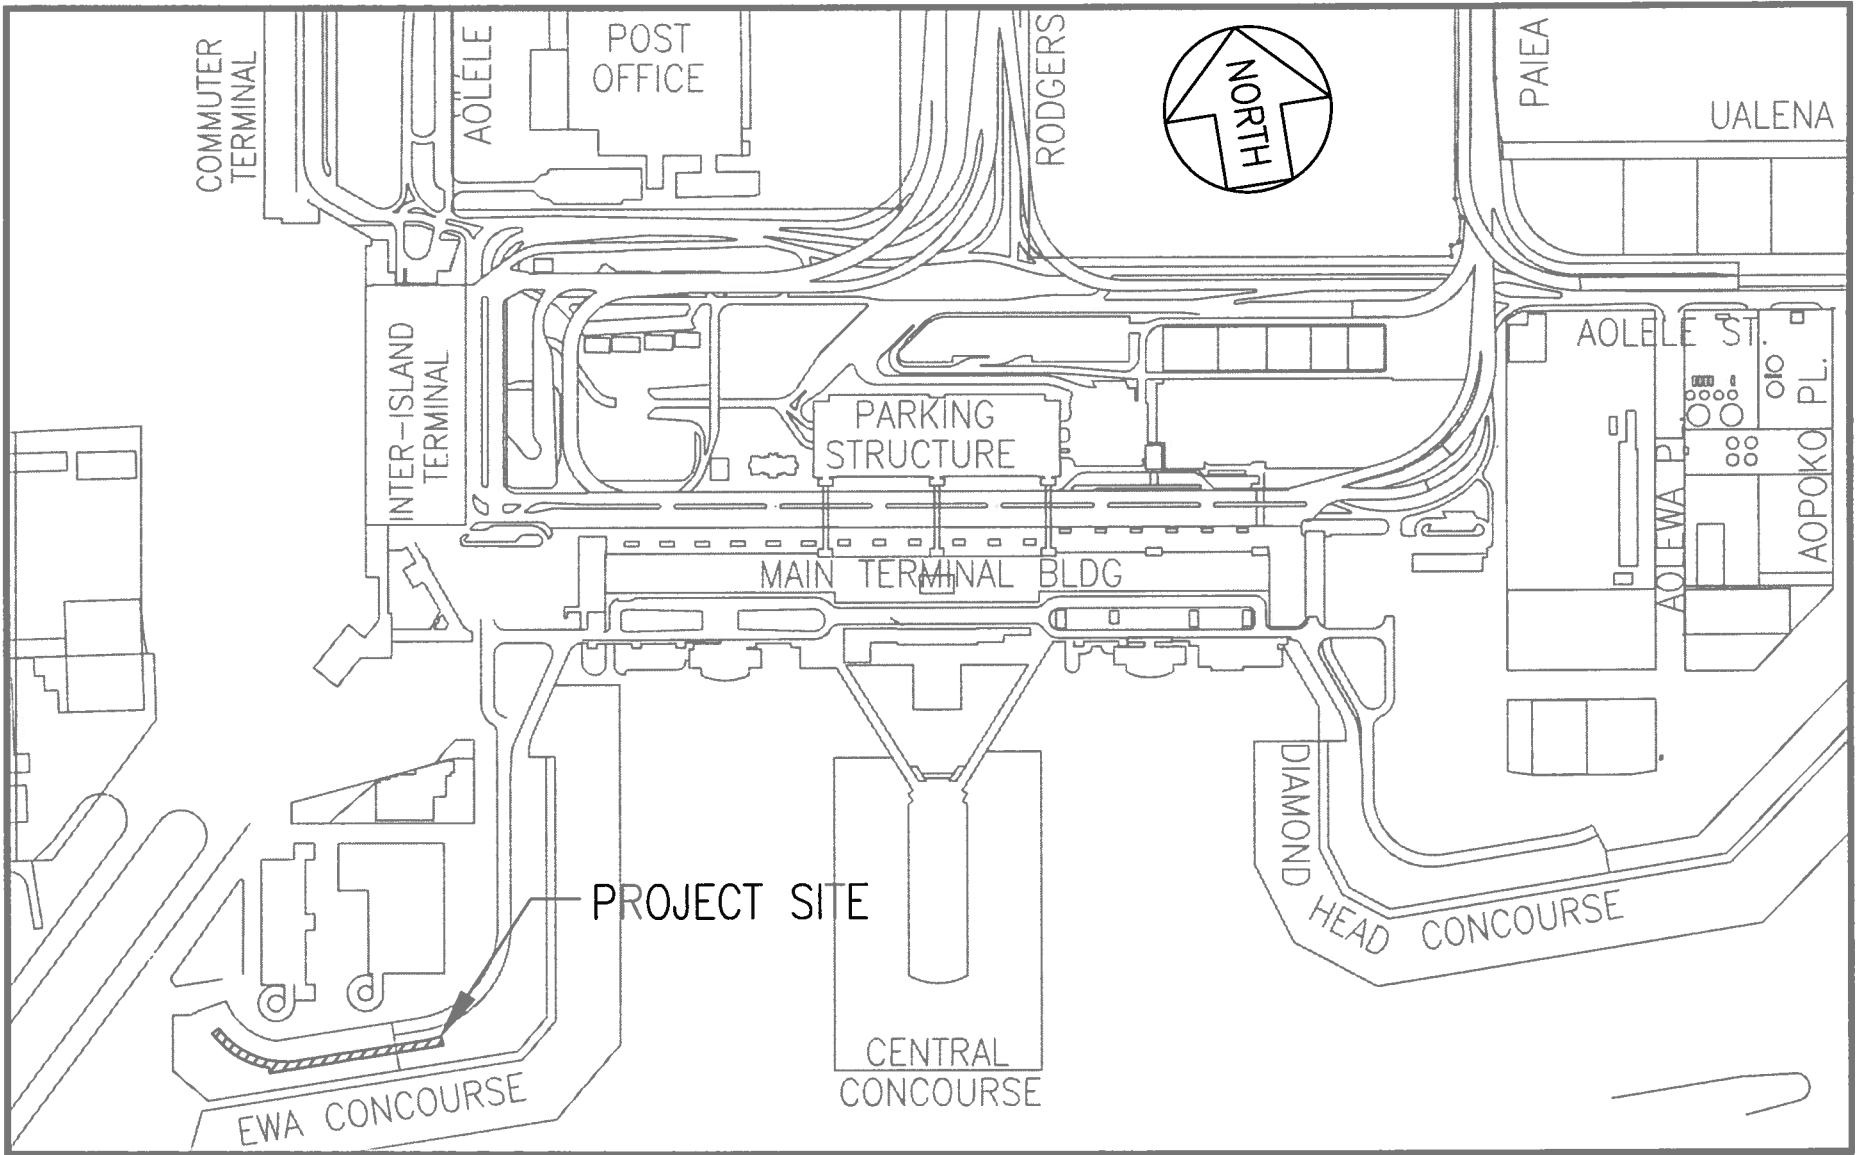 COMMUTER
TERMINAL
AOLELE
POST
OFFICE
RODGERS
NORTH
PAIEA
UALENA
INTER-ISLAND
TERMINAL
PARKING
STRUCTURE
AOLELE ST.
AOLEWA PL
AOPOKO PL.
MAIN TERMINAL BLDG
DIAMOND
HEAD CONCOURSE
PROJECT SITE
CENTRAL
CONCOURSE
EWA CONCOURSE